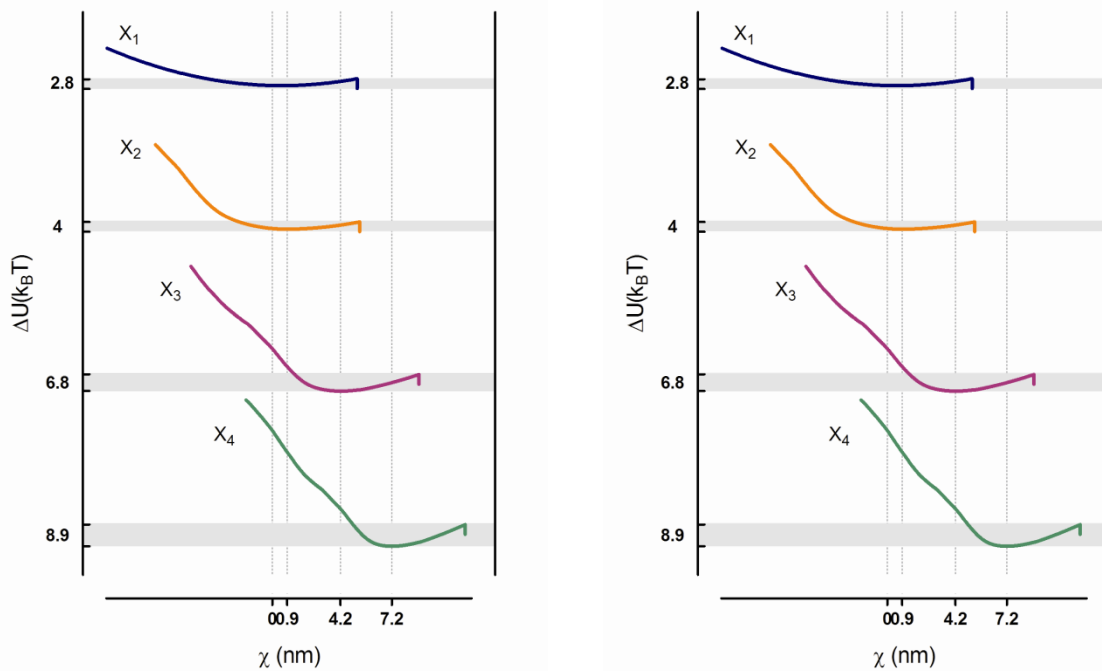 X1
2.8
X2
4
ΔU(kBT)
X3
6.8
X4
8.9
00.9 4.2 7.2
χ (nm)
X1
2.8
X2
4
ΔU(kBT)
X3
6.8
X4
8.9
00.9 4.2 7.2
χ (nm)